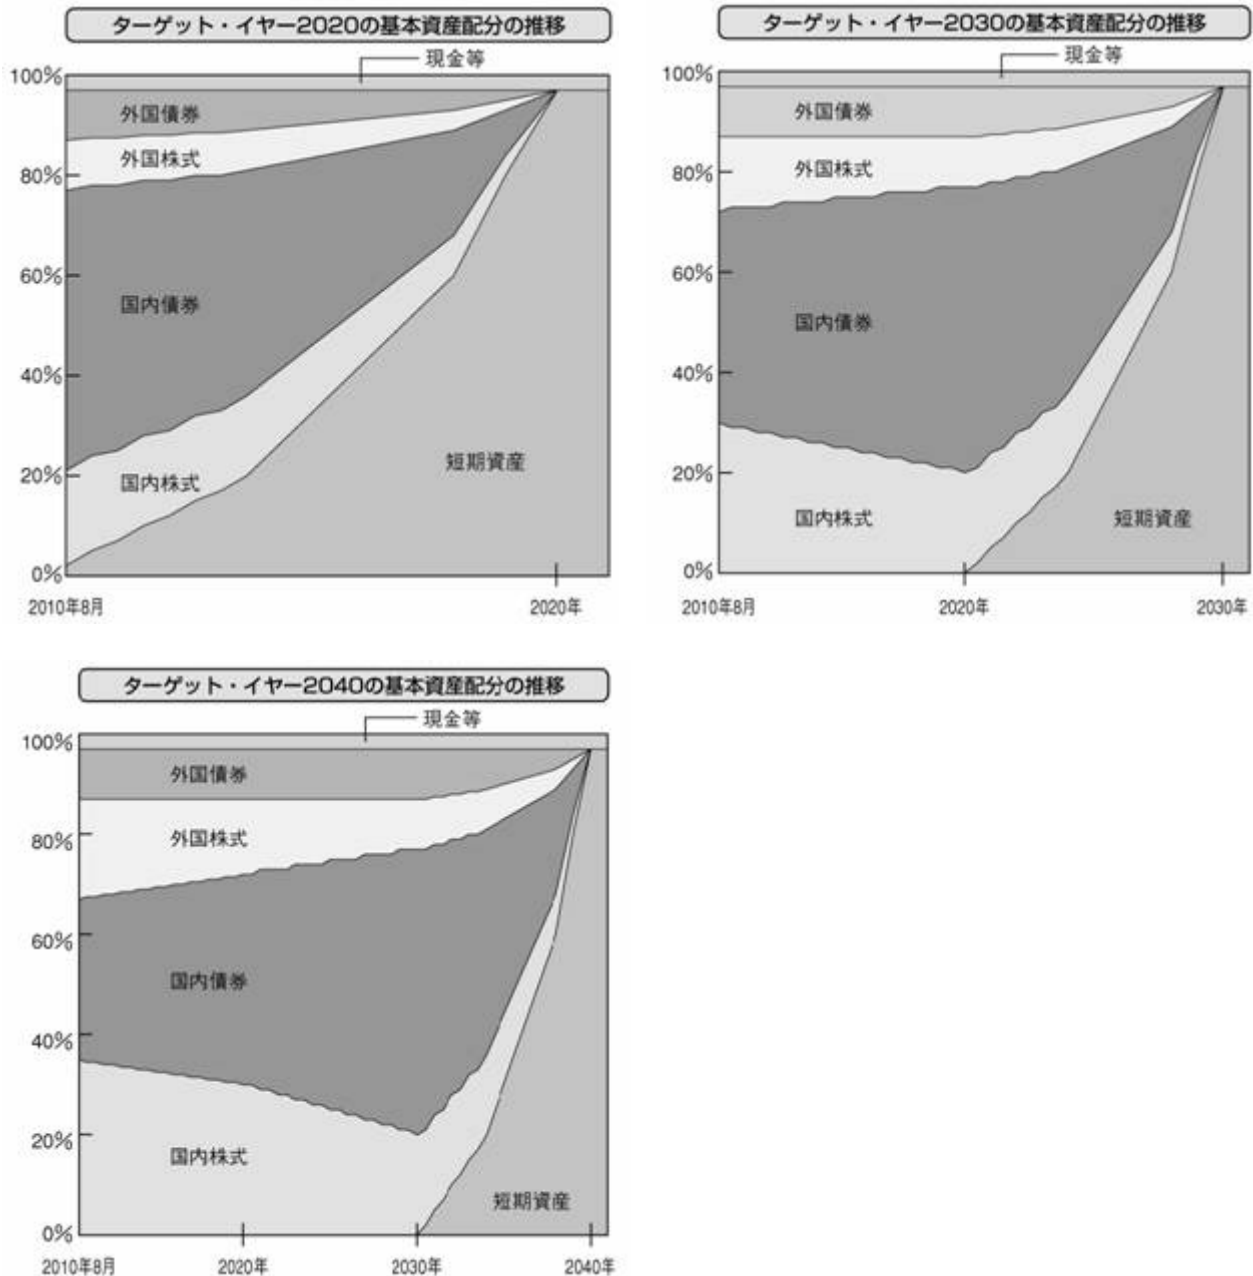 ターゲット・イヤー2020の基本資産配分の推移
現金等
100%
外国債券
外国株式
80%
60%
国内債券
40%
短期資産
20%
国内株式
0%
2010年8月
2020年
ターゲット・イヤー2030の基本資産配分の推移
現金等
100%
外国債券
80%
外国株式
60%
国内債券
40%
20%
国内株式
短期資産
0%
2010年8月
2020年
2030年
ターゲット・イヤー2040の基本資産配分の推移
現金等
100%
外国債券
80%
外国株式
60%
国内債券
40%
20%
国内株式
短期資産
0%
2010年8月
2020年
2030年
2040年